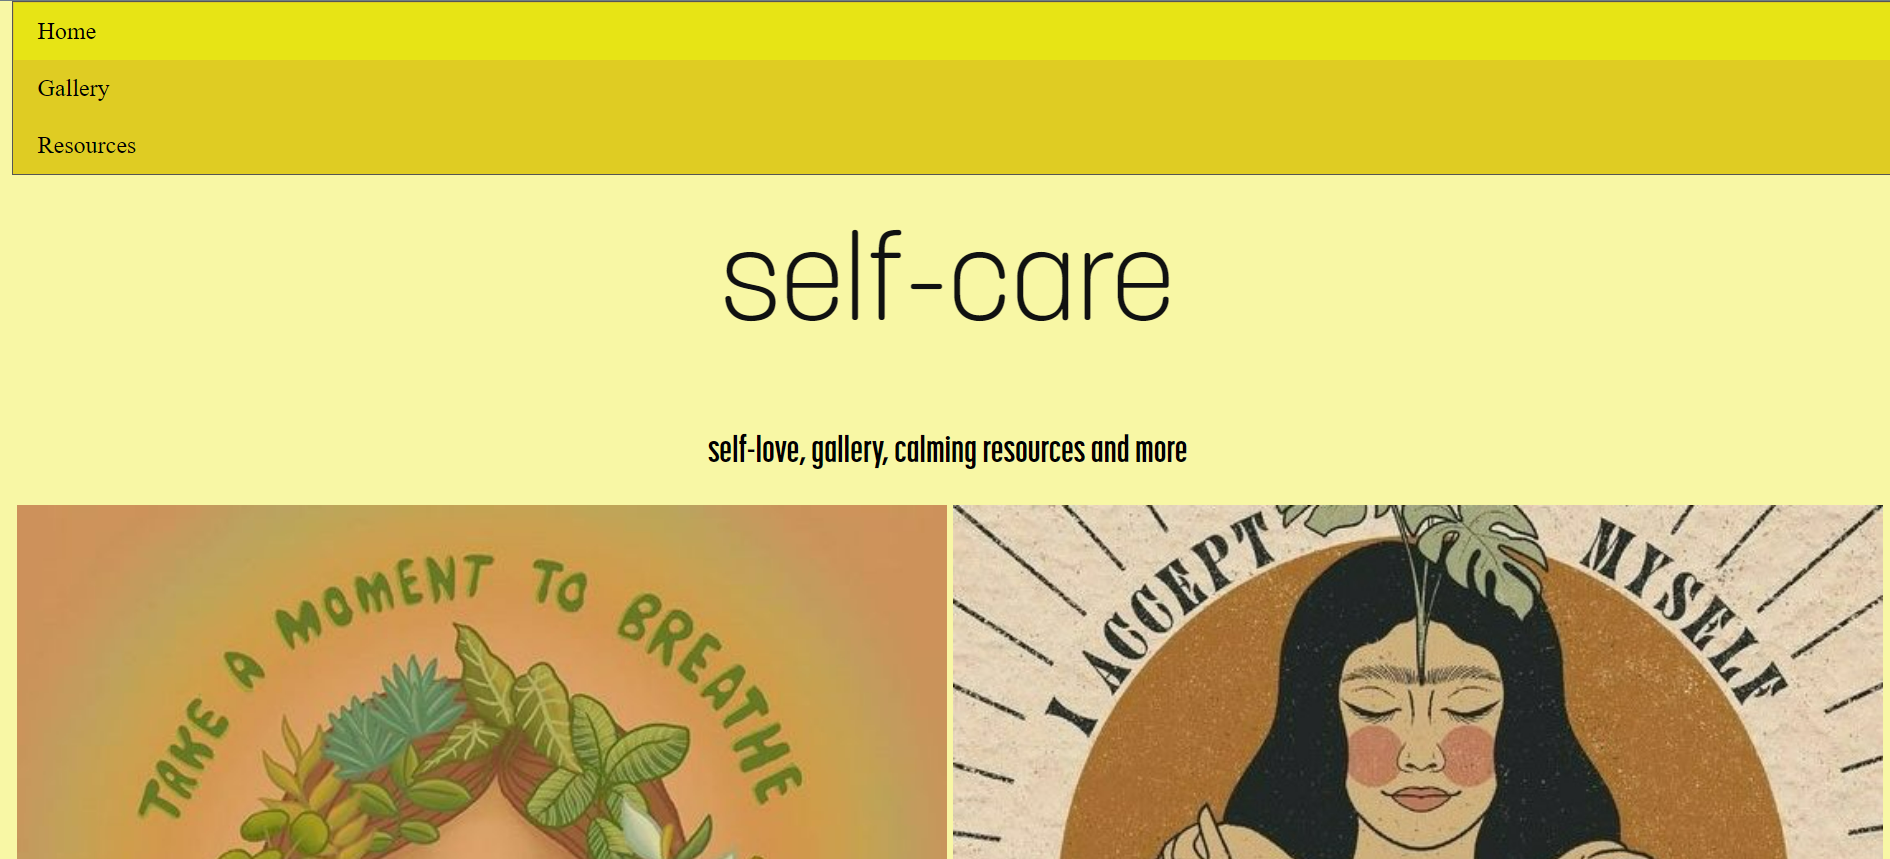 Home
Gallery
Resources
self-care
self-love, gallery, calming resources and more
TAKE A MOMENT TO BREATHE
I ACCEPT MYSELF